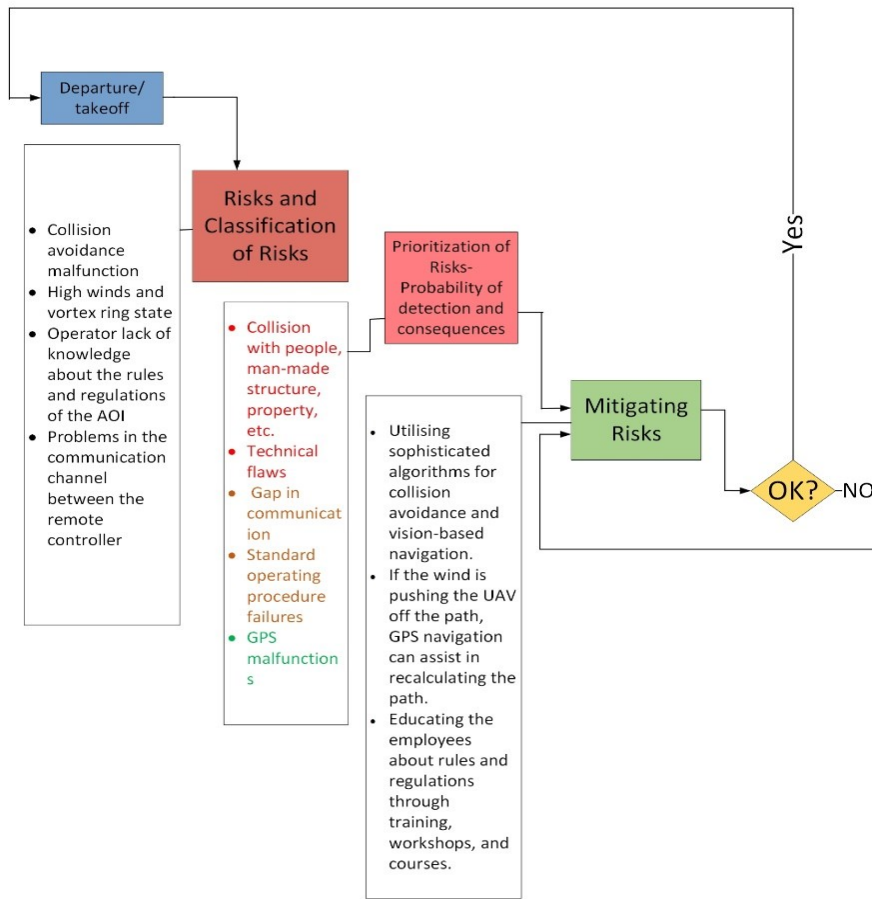 Departure/
takeoff
Risks and
Classification
of Risks
• Collision
avoidance
malfunction
• High winds and
vortex ring state
• Operator lack of
knowledge about
the rules and
regulations
of the AOI
• Problems in the
communication
channel
between the
remote
controller
Prioritization of
Risks-
Probability of
detection and
consequences
• Collision
with people,
man-made
structure,
property,
etc.
• Technical
flaws
• Gap in
communicat
ion
• Standard
operating
procedure
failures
• GPS
malfunction
s
Mitigating
Risks
• Utilising
sophisticated
algorithms for
collision
avoidance and
vision-based
navigation.
• If the wind is
pushing the UAV
off the path,
GPS navigation
can assist in
recalculating the
path.
• Educating the
employees
about rules and
regulations
through
training,
workshops, and
courses.
OK?
NO
Yes